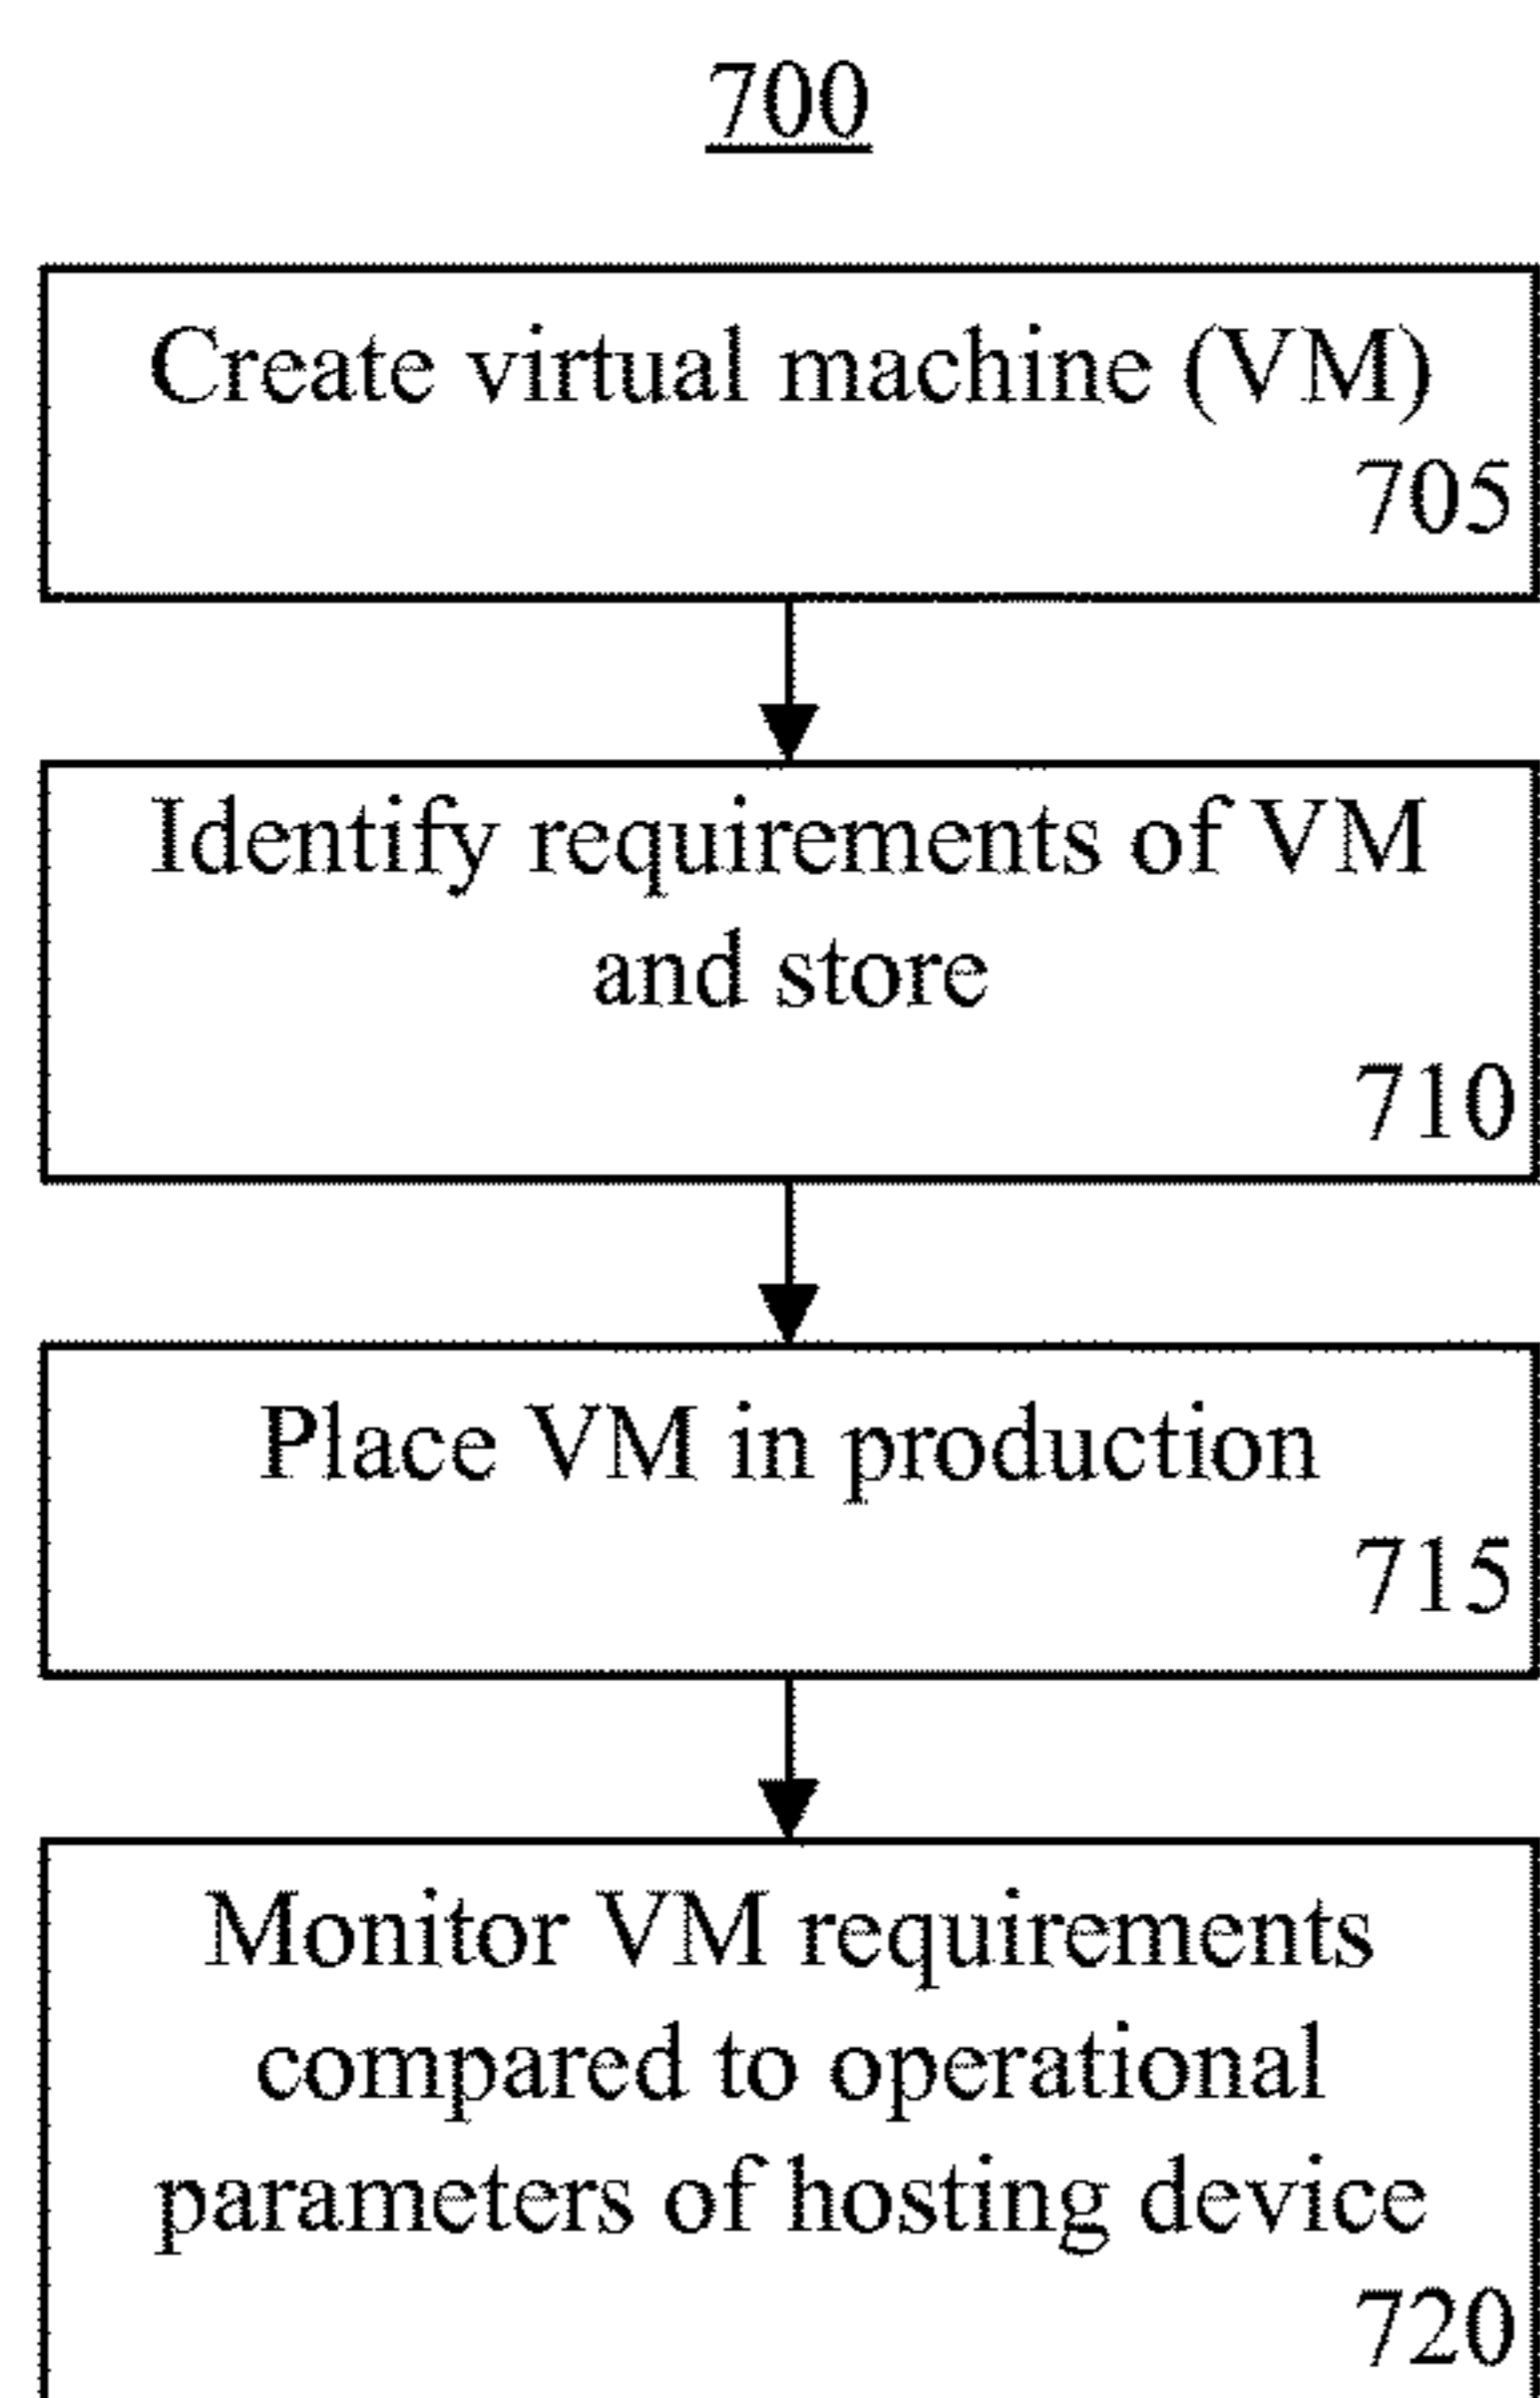 700
Create virtual machine (VM)
705
Identify requirements of VM
and store
710
Place VM in production
715
Monitor VM requirements
compared to operational
parameters of hosting device
720